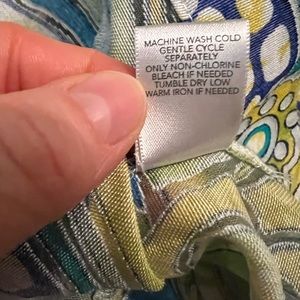 MACHINE WASH COLD
GENTLE CYCLE
SEPARATELY
ONLY NON-CHLORINE
BLEACH IF NEEDED
TUMBLE DRY LOW
WARM IRON IF NEEDED